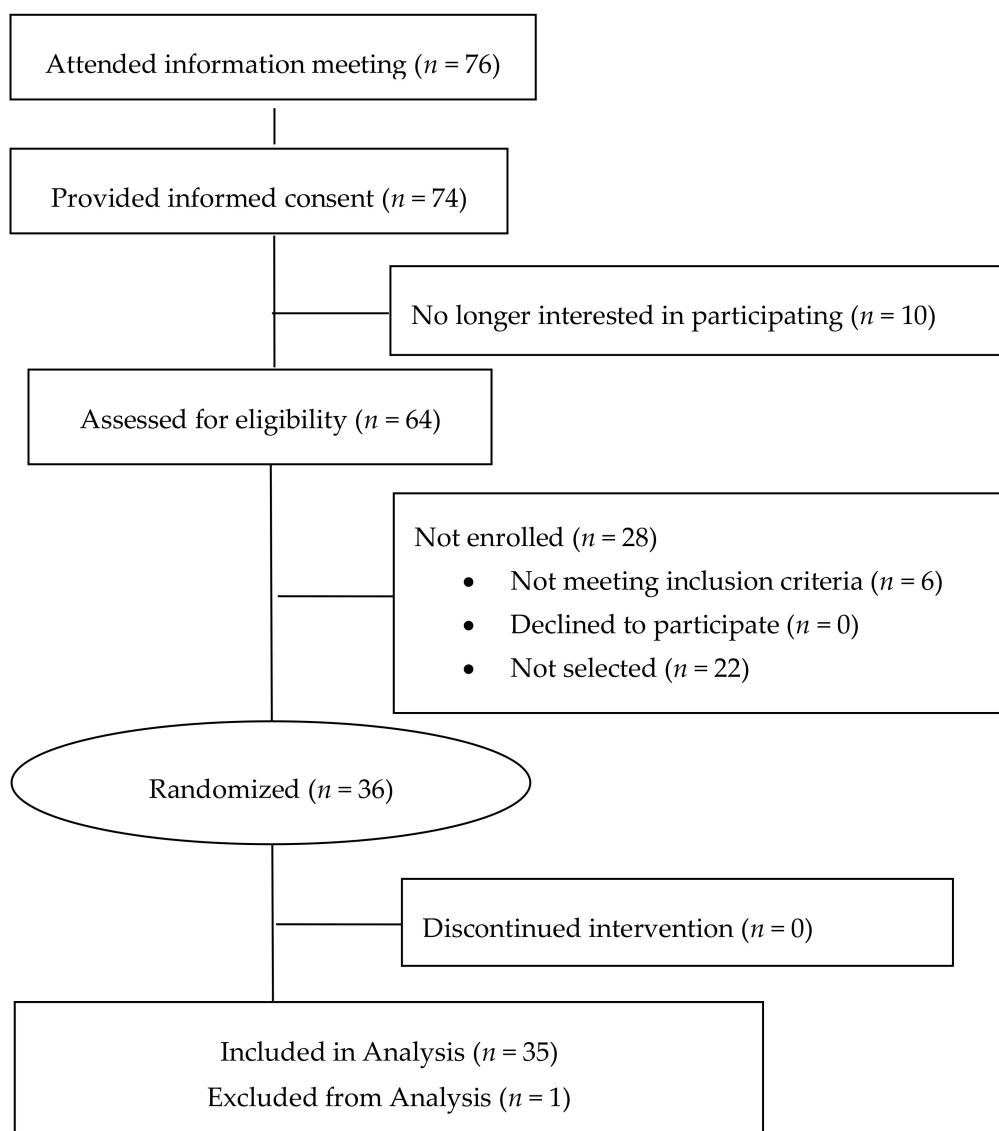 Attended information meeting (n = 76)
Provided informed consent (n = 74)
No longer interested in participating (n = 10)
Assessed for eligibility (n = 64)
Not enrolled (n = 28)
• Not meeting inclusion criteria (n = 6)
• Declined to participate (n = 0)
• Not selected (n = 22)
Randomized (n = 36)
Discontinued intervention (n = 0)
Included in Analysis (n = 35)
Excluded from Analysis (n = 1)